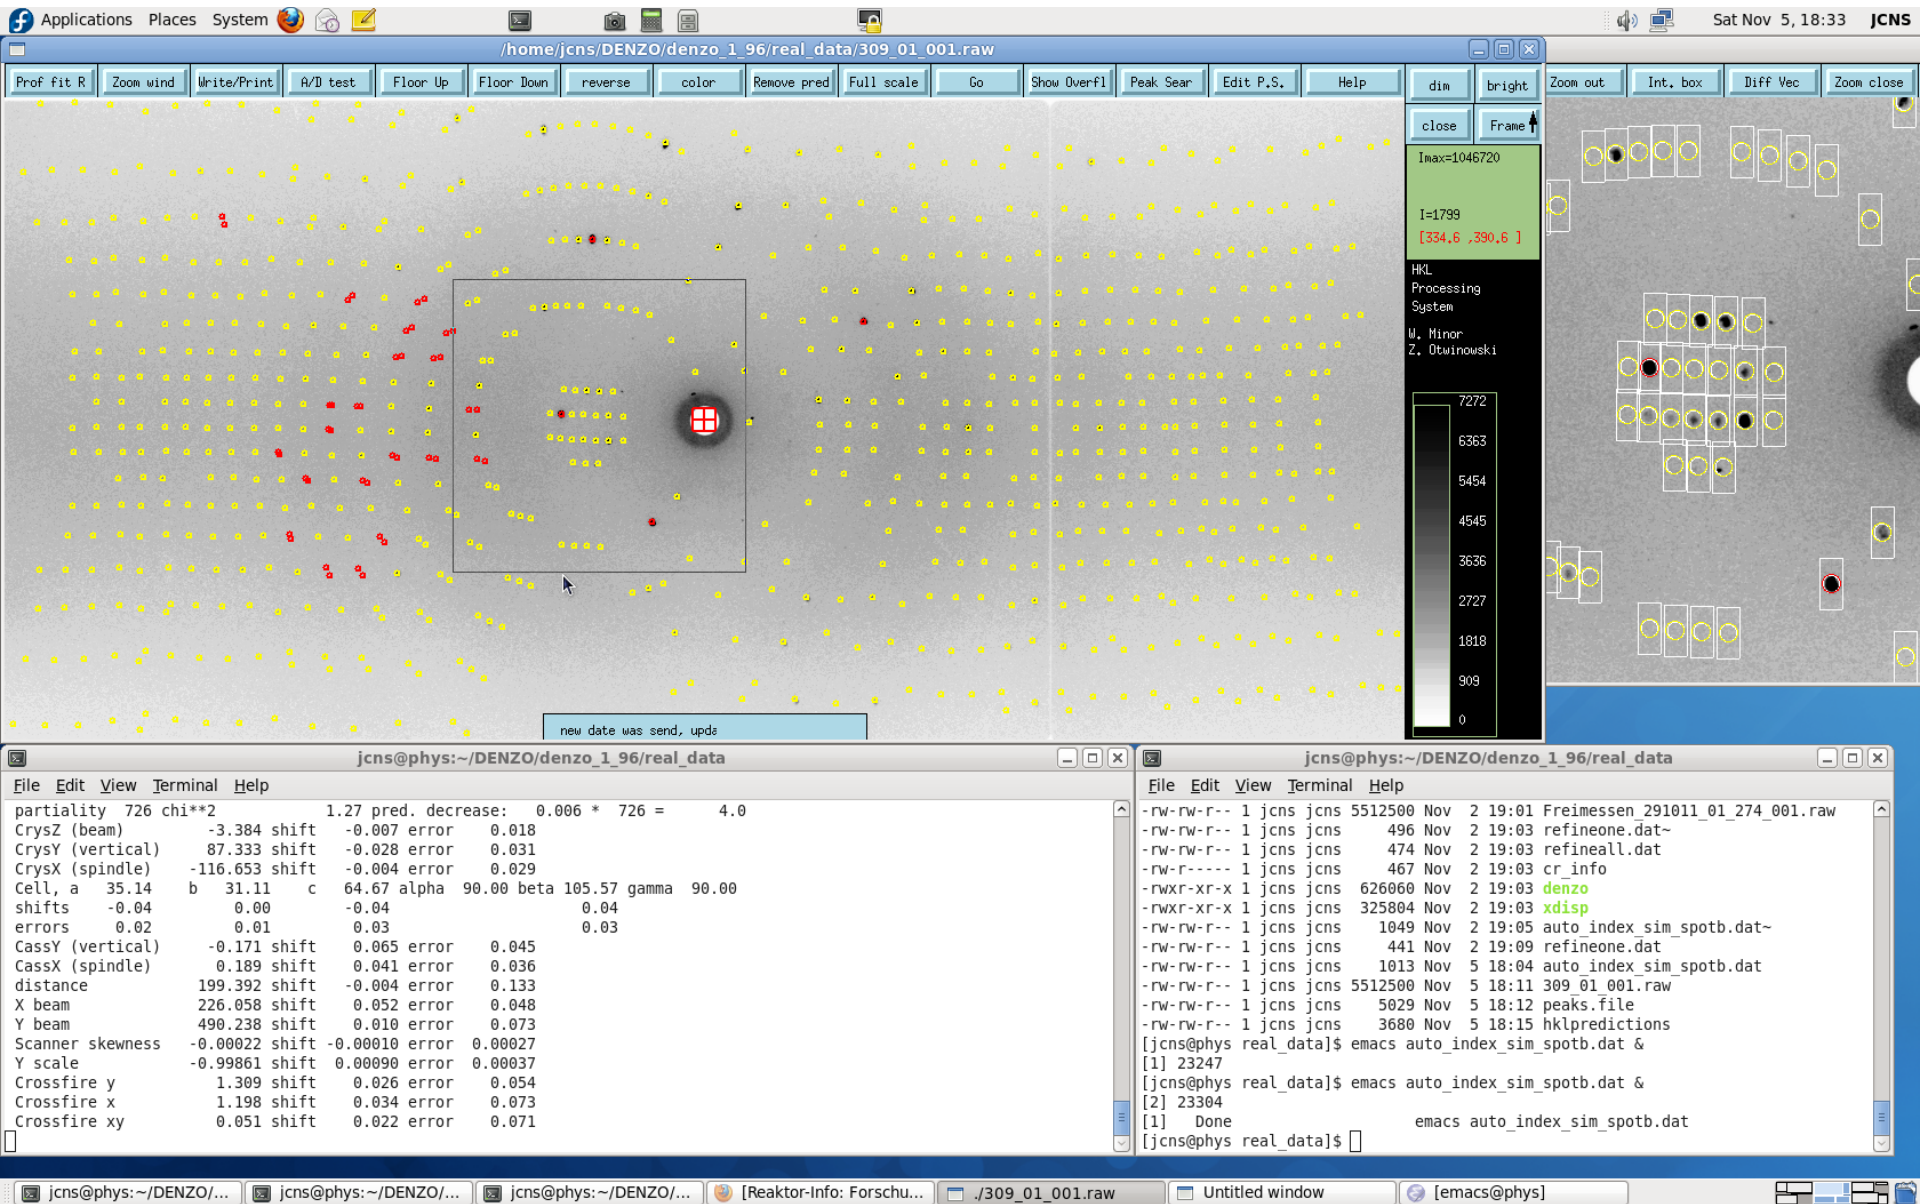 Applications Places System Sat Nov 5, 18:33 JCNS
/home/jcns/DENZO/denzo_1_96/real_data/309_01_001.raw
Prof fit R Zoom wind Write/Print A/D test Floor Up Floor Down reverse color Remove pred Full scale Go Show Overfl Peak Sear Edit P.S. Help
dim bright
close Frame
Zoom out Int. box Diff Vec Zoom close
Imax=1046720
I=1799
[334.6 ,390.6 ]
HKL
Processing
System
W. Minor
Z. Otwinowski
7272
6363
5454
4545
3636
2727
1818
909
0
new date was send, upda
jcns@phys:~/DENZO/denzo_1_96/real_data
File Edit View Terminal Help
partiality 726 chi**2 1.27 pred. decrease: 0.006 * 726 = 4.0
CrysZ (beam) -3.384 shift -0.007 error 0.018
CrysY (vertical) 87.333 shift -0.028 error 0.031
CrysX (spindle) -116.653 shift -0.004 error 0.029
Cell, a 35.14 b 31.11 c 64.67 alpha 90.00 beta 105.57 gamma 90.00
shifts -0.04 0.00 -0.04 0.04
errors 0.02 0.01 0.03 0.03
CassY (vertical) -0.171 shift 0.065 error 0.045
CassX (spindle) 0.189 shift 0.041 error 0.036
distance 199.392 shift -0.004 error 0.133
X beam 226.058 shift 0.052 error 0.048
Y beam 490.238 shift 0.010 error 0.073
Scanner skewness -0.00022 shift -0.00010 error 0.00027
Y scale -0.99861 shift 0.00090 error 0.00037
Crossfire y 1.309 shift 0.026 error 0.054
Crossfire x 1.198 shift 0.034 error 0.073
Crossfire xy 0.051 shift 0.022 error 0.071
jcns@phys:~/DENZO/denzo_1_96/real_data
File Edit View Terminal Help
-rw-rw-r-- 1 jcns jcns 5512500 Nov 2 19:01 Freimessen_291011_01_274_001.raw
-rw-rw-r-- 1 jcns jcns 496 Nov 2 19:03 refineone.dat~
-rw-rw-r-- 1 jcns jcns 474 Nov 2 19:03 refineall.dat
-rw-r----- 1 jcns jcns 467 Nov 2 19:03 cr_info
-rwxr-xr-x 1 jcns jcns 626060 Nov 2 19:03 denzo
-rwxr-xr-x 1 jcns jcns 325804 Nov 2 19:03 xdisp
-rw-rw-r-- 1 jcns jcns 1049 Nov 2 19:05 auto_index_sim_spotb.dat~
-rw-rw-r-- 1 jcns jcns 441 Nov 2 19:09 refineone.dat
-rw-rw-r-- 1 jcns jcns 1013 Nov 5 18:04 auto_index_sim_spotb.dat
-rw-rw-r-- 1 jcns jcns 5512500 Nov 5 18:11 309_01_001.raw
-rw-rw-r-- 1 jcns jcns 5029 Nov 5 18:12 peaks.file
-rw-rw-r-- 1 jcns jcns 3680 Nov 5 18:15 hklpredictions
[jcns@phys real_data]$ emacs auto_index_sim_spotb.dat &
[1] 23247
[jcns@phys real_data]$ emacs auto_index_sim_spotb.dat &
[2] 23304
[1] Done emacs auto_index_sim_spotb.dat
[jcns@phys real_data]$
jcns@phys:~/DENZO/... jcns@phys:~/DENZO/... jcns@phys:~/DENZO/... [Reaktor-Info: Forschu... ./309_01_001.raw Untitled window [emacs@phys]